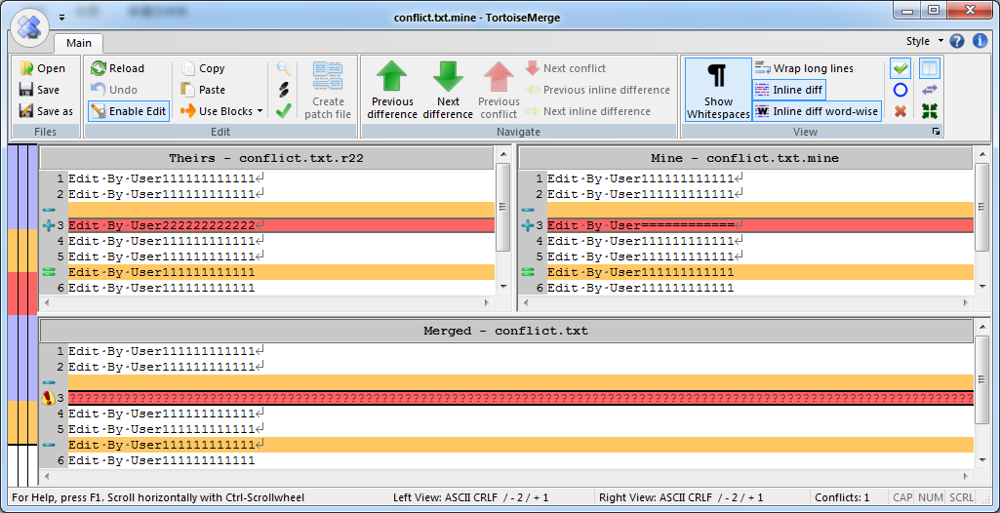 conflict.txt.mine - TortoiseMerge
Main
Style
Open
Save
Save as
Files
Reload
Undo
Enable Edit
Copy
Paste
Use Blocks
Edit
Create
patch file
Previous
difference
Next
difference
Previous
conflict
Next conflict
Previous inline difference
Next inline difference
Navigate
Show
Whitespaces
Wrap long lines
Inline diff
Inline diff word-wise
View
Theirs - conflict.txt.r22
1 Edit·By·User111111111111↵
2 Edit·By·User111111111111↵
3 Edit·By·User222222222222↵
4 Edit·By·User111111111111↵
5 Edit·By·User111111111111↵
Edit·By·User111111111111
6 Edit·By·User111111111111
Mine - conflict.txt.mine
1 Edit·By·User111111111111↵
2 Edit·By·User111111111111↵
3 Edit·By·User============↵
4 Edit·By·User111111111111↵
5 Edit·By·User111111111111↵
Edit·By·User111111111111
6 Edit·By·User111111111111
Merged - conflict.txt
1 Edit·By·User111111111111↵
2 Edit·By·User111111111111↵
3 ????????????????????????????????????????????????????????????????????????????????????????????????????????????????????
4 Edit·By·User111111111111↵
5 Edit·By·User111111111111↵
Edit·By·User111111111111↵
6 Edit·By·User111111111111
For Help, press F1. Scroll horizontally with Ctrl-Scrollwheel
Left View: ASCII CRLF / - 2 / + 1
Right View: ASCII CRLF / - 2 / + 1
Conflicts: 1
CAP NUM SCRL